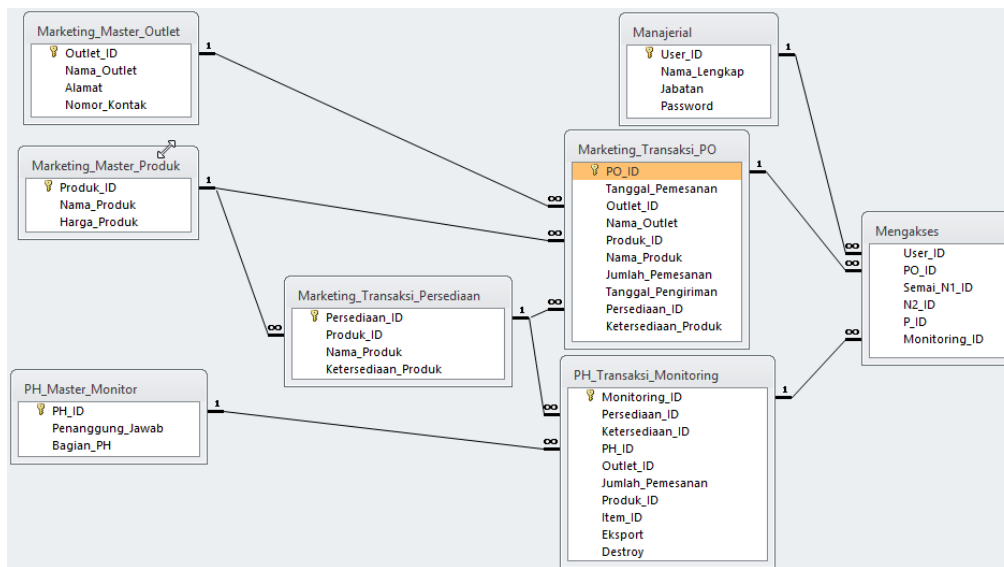 Marketing_Master_Outlet
Outlet_ID
Nama_Outlet
Alamat
Nomor_Kontak
1
Manajerial
User_ID
Nama_Lengkap
Jabatan
Password
1
Marketing_Master_Produk
Produk_ID
Nama_Produk
Harga_Produk
1
Marketing_Transaksi_PO
PO_ID
Tanggal_Pemesanan
Outlet_ID
Nama_Outlet
Produk_ID
Nama_Produk
Jumlah_Pemesanan
Tanggal_Pengiriman
Persediaan_ID
Ketersediaan_Produk
1
∞
∞
∞
Mengakses
User_ID
PO_ID
Semai_N1_ID
N2_ID
P_ID
Monitoring_ID
∞
∞
∞
Marketing_Transaksi_Persediaan
Persediaan_ID
Produk_ID
Nama_Produk
Ketersediaan_Produk
1
∞
PH_Master_Monitor
PH_ID
Penanggung_Jawab
Bagian_PH
1
PH_Transaksi_Monitoring
Monitoring_ID
Persediaan_ID
Ketersediaan_ID
PH_ID
Outlet_ID
Jumlah_Pemesanan
Produk_ID
Item_ID
Eksport
Destroy
1
∞
∞